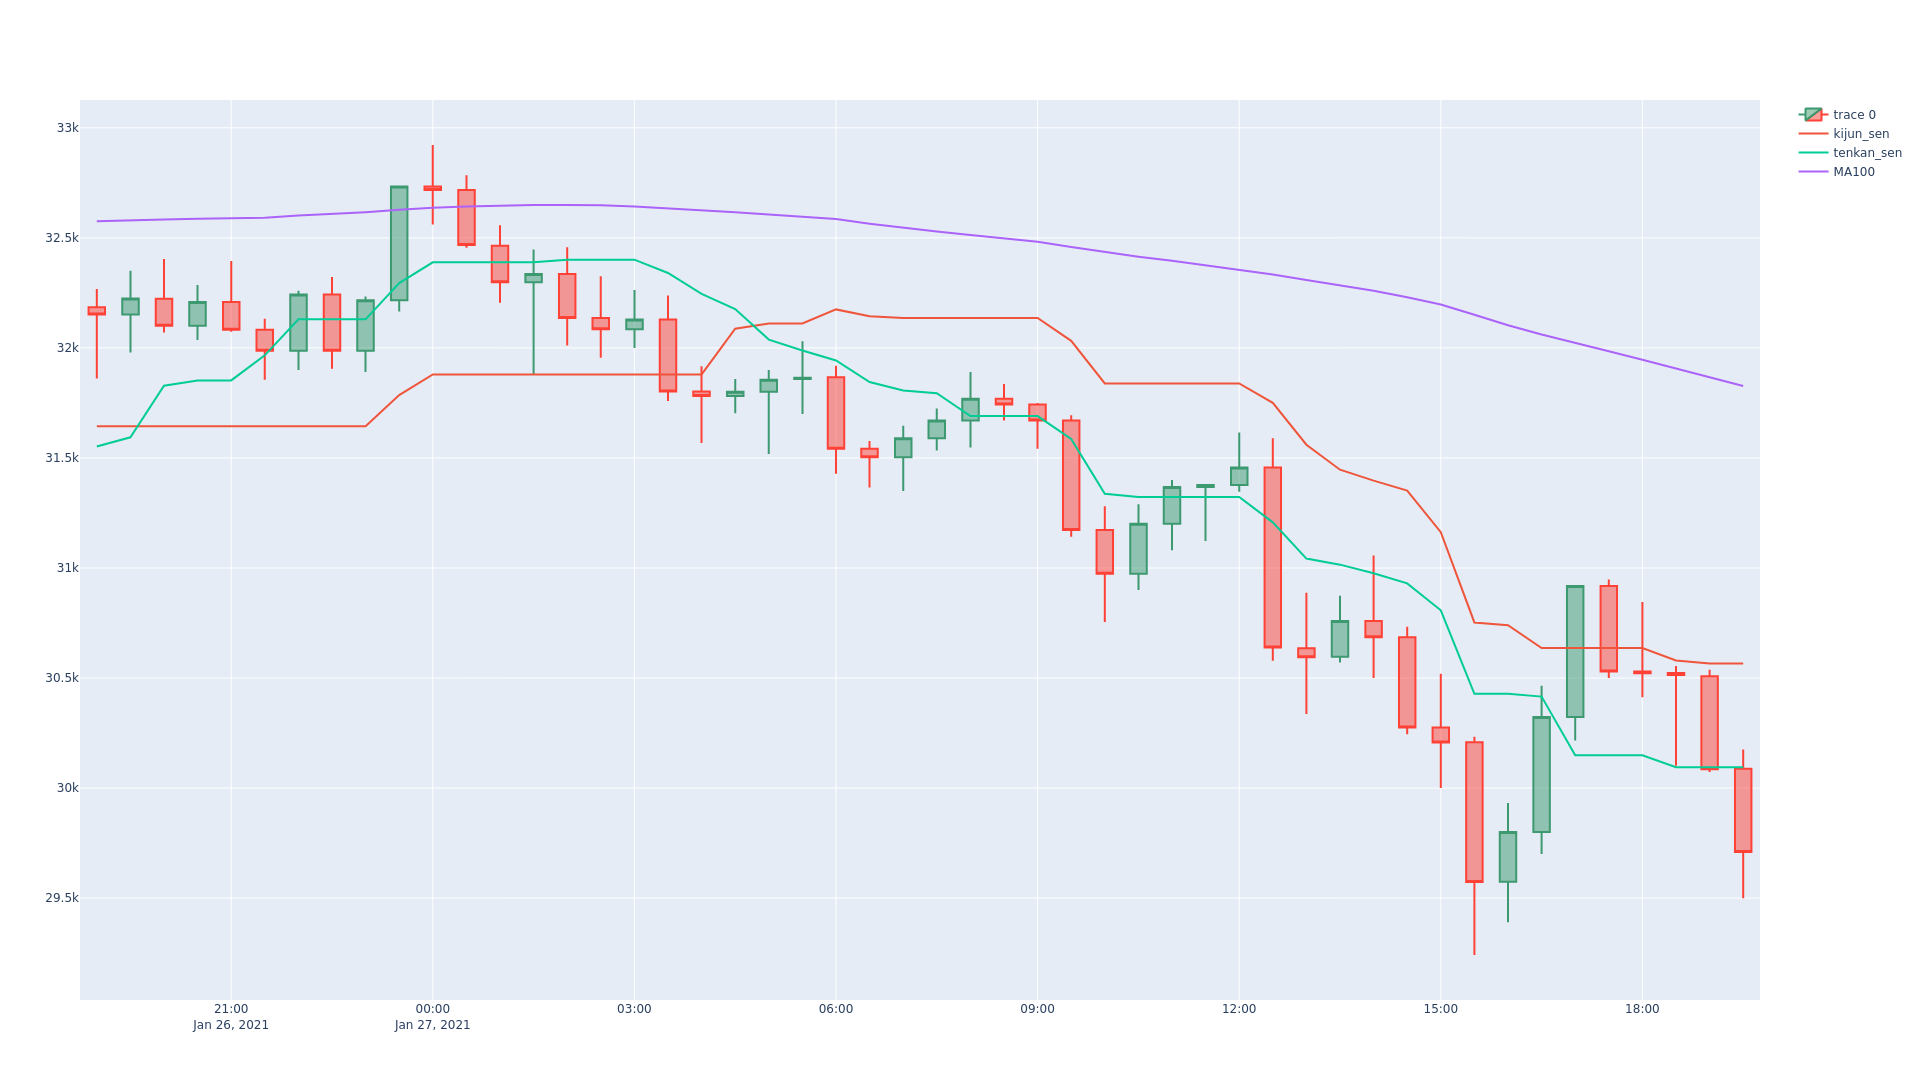 33k
32.5k
32k
31.5k
31k
30.5k
30k
29.5k
21:00
Jan 26, 2021
00:00
Jan 27, 2021
03:00
06:00
09:00
12:00
15:00
18:00
trace 0
kijun_sen
tenkan_sen
MA100